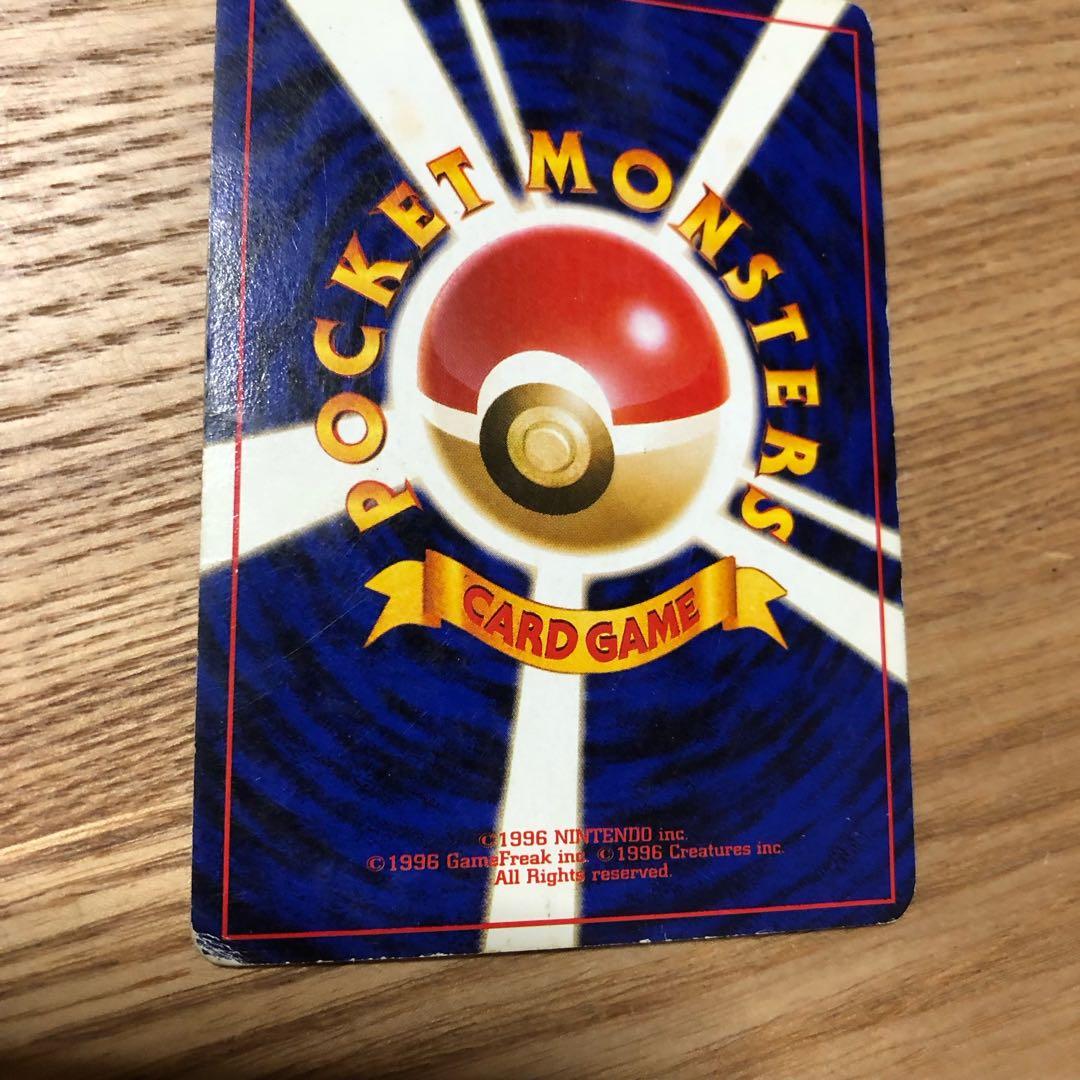 POCKET MONSTERS
CARD GAME
©1996 NINTENDO inc.
©1996 GameFreak inc. ©1996 Creatures inc.
All Rights reserved.